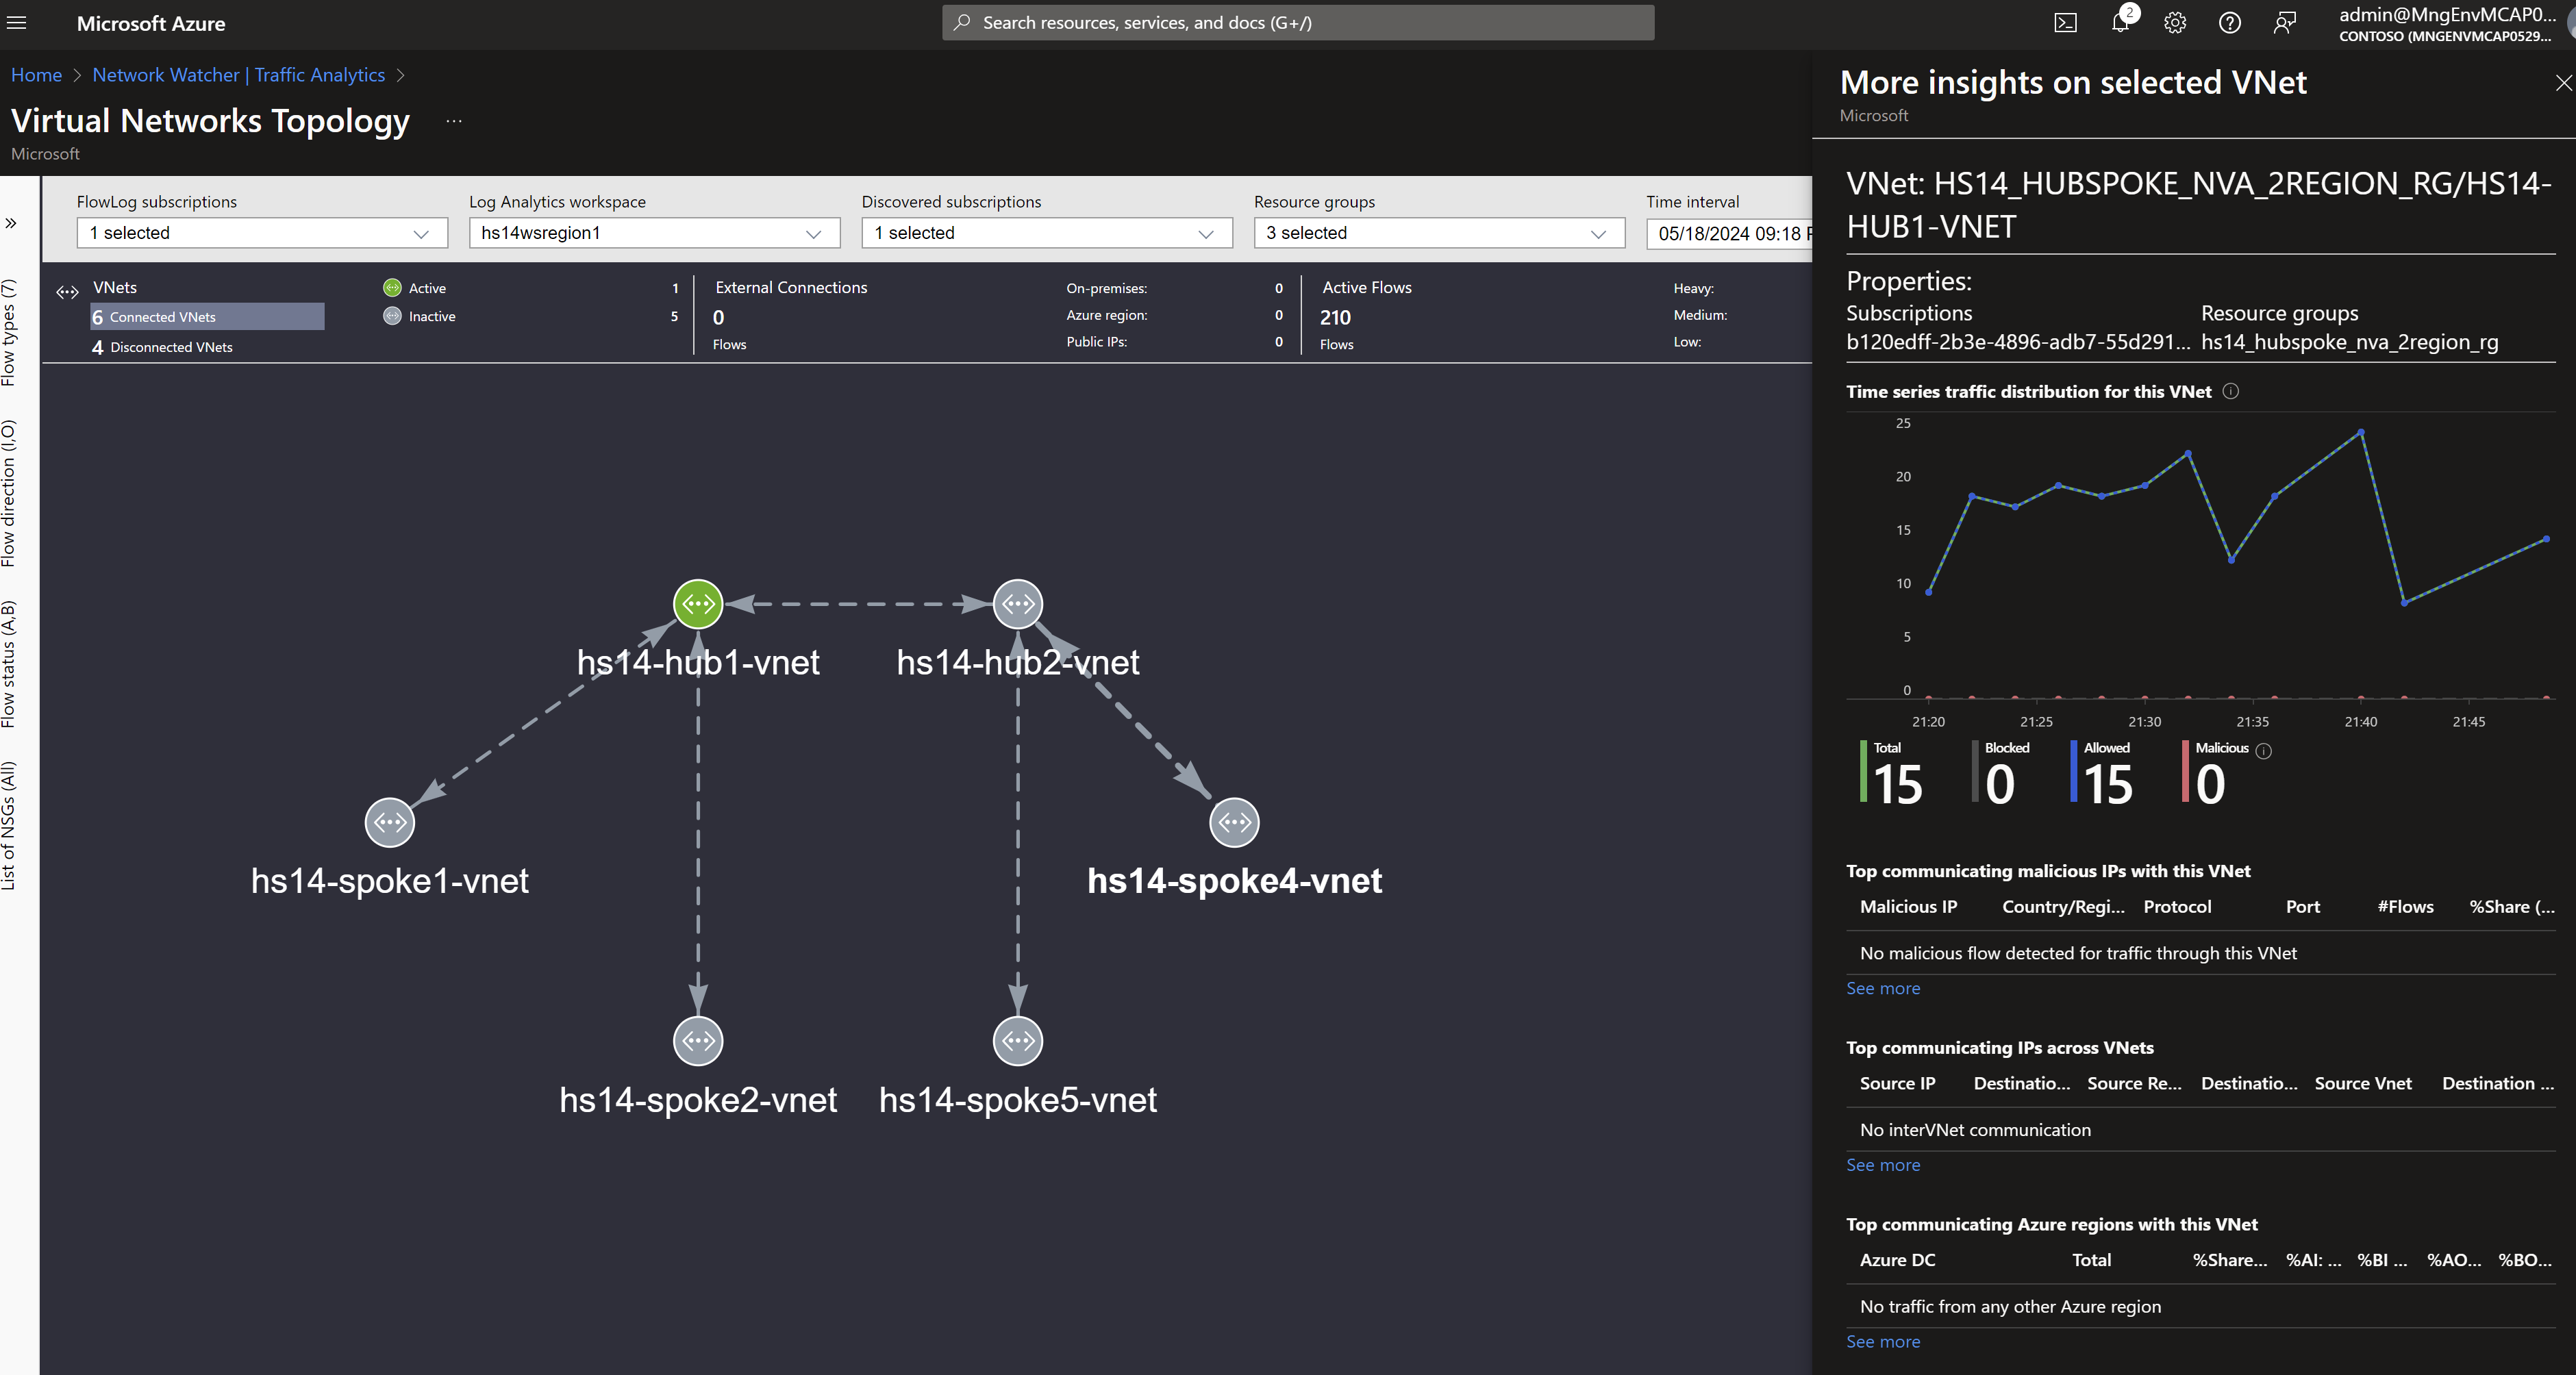 Microsoft Azure
Search resources, services, and docs (G+/)
2
admin@MngEnvMCAP0...
CONTOSO (MNGENVMCAP0529...
Home > Network Watcher | Traffic Analytics >
Virtual Networks Topology ...
Microsoft
FlowLog subscriptions
1 selected
Log Analytics workspace
hs14wsregion1
Discovered subscriptions
1 selected
Resource groups
3 selected
Time interval
05/18/2024 09:18
Flow types (7)
Flow direction (I,O)
Flow status (A,B)
List of NSGs (All)
VNets
6 Connected VNets
4 Disconnected VNets
Active 1
Inactive 5
External Connections
0
Flows
On-premises: 0
Azure region: 0
Public IPs: 0
Active Flows
210
Flows
Heavy:
Medium:
Low:
hs14-hub1-vnet
hs14-hub2-vnet
hs14-spoke1-vnet
hs14-spoke4-vnet
hs14-spoke2-vnet
hs14-spoke5-vnet
More insights on selected VNet
Microsoft
VNet: HS14_HUBSPOKE_NVA_2REGION_RG/HS14-
HUB1-VNET
Properties:
Subscriptions Resource groups
b120edff-2b3e-4896-adb7-55d291... hs14_hubspoke_nva_2region_rg
Time series traffic distribution for this VNet
25
20
15
10
5
0
21:20 21:25 21:30 21:35 21:40 21:45
Total
15
Blocked
0
Allowed
15
Malicious
0
Top communicating malicious IPs with this VNet
Malicious IP Country/Regi... Protocol Port #Flows %Share (...
No malicious flow detected for traffic through this VNet
See more
Top communicating IPs across VNets
Source IP Destinatio... Source Re... Destinatio... Source Vnet Destination ...
No interVNet communication
See more
Top communicating Azure regions with this VNet
Azure DC Total %Share... %AI: ... %BI ... %AO... %BO...
No traffic from any other Azure region
See more